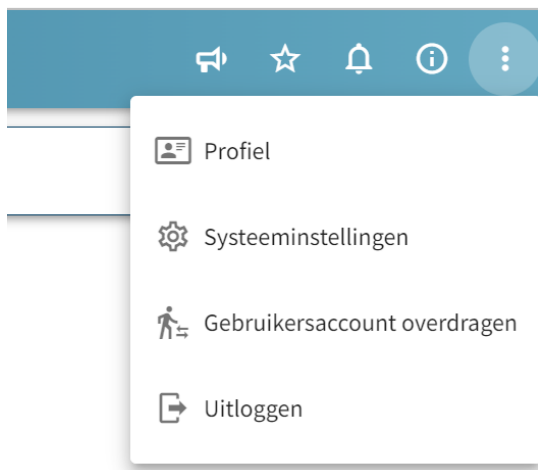 Profiel
Systeeminstellingen
Gebruikersaccount overdragen
Uitloggen